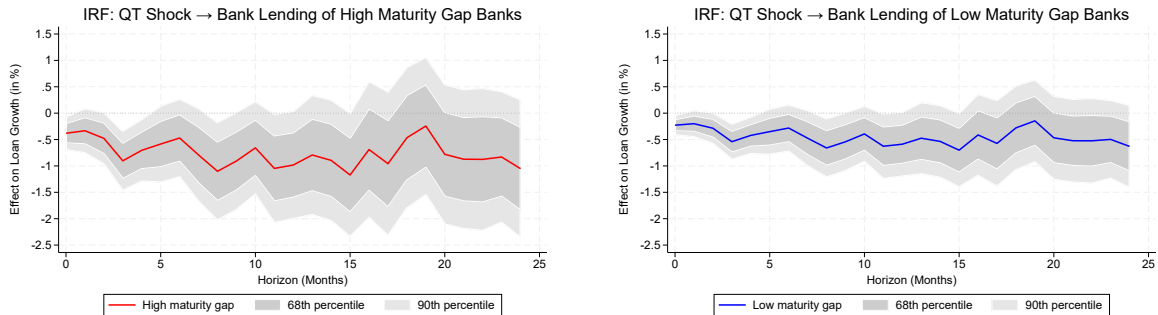 IRF: QT Shock → Bank Lending of High Maturity Gap Banks
Effect on Loan Growth (in %)
1.5
1
.5
0
-.5
-1
-1.5
-2
-2.5
0 5 10 15 20 25
Horizon (Months)
High maturity gap 68th percentile 90th percentile
IRF: QT Shock → Bank Lending of Low Maturity Gap Banks
Effect on Loan Growth (in %)
1.5
1
.5
0
-.5
-1
-1.5
-2
-2.5
0 5 10 15 20 25
Horizon (Months)
Low maturity gap 68th percentile 90th percentile